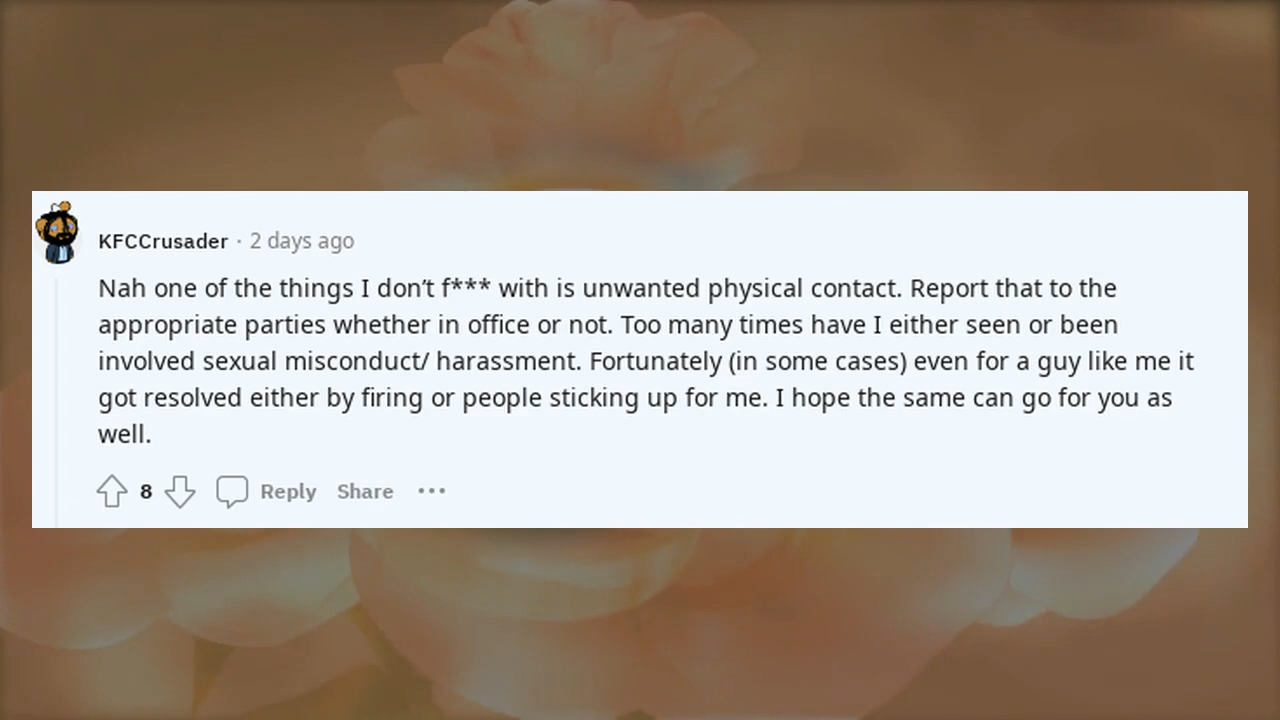 KFCCrusader · 2 days ago
Nah one of the things I don’t f*** with is unwanted physical contact. Report that to the
appropriate parties whether in office or not. Too many times have I either seen or been
involved sexual misconduct/ harassment. Fortunately (in some cases) even for a guy like me it
got resolved either by firing or people sticking up for me. I hope the same can go for you as
well.
8 Reply Share ...